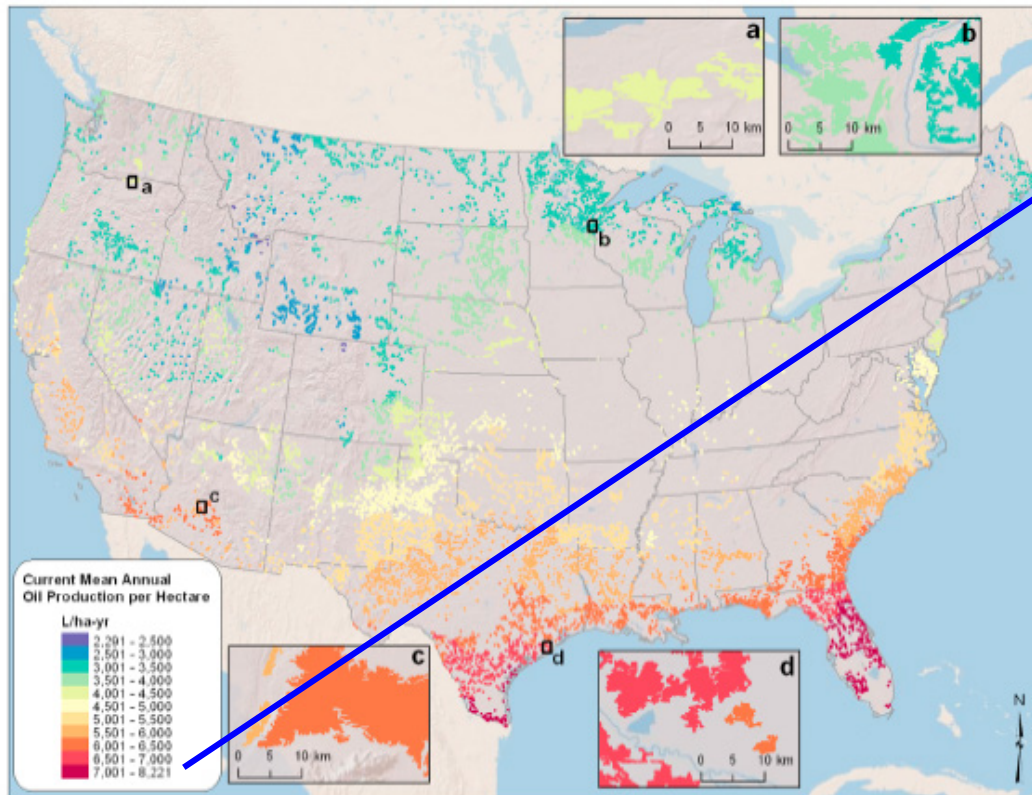 a
b
0 5 10 km
0 5 10 km
a
b
c
Current Mean Annual
Oil Production per Hectare
L/ha-yr
2,291 - 2,500
2,501 - 3,000
3,001 - 3,500
3,501 - 4,000
4,001 - 4,500
4,501 - 5,000
5,001 - 5,500
5,501 - 6,000
6,001 - 6,500
6,501 - 7,000
7,001 - 8,221
d
c
0 5 10 km
d
0 5 10 km
N